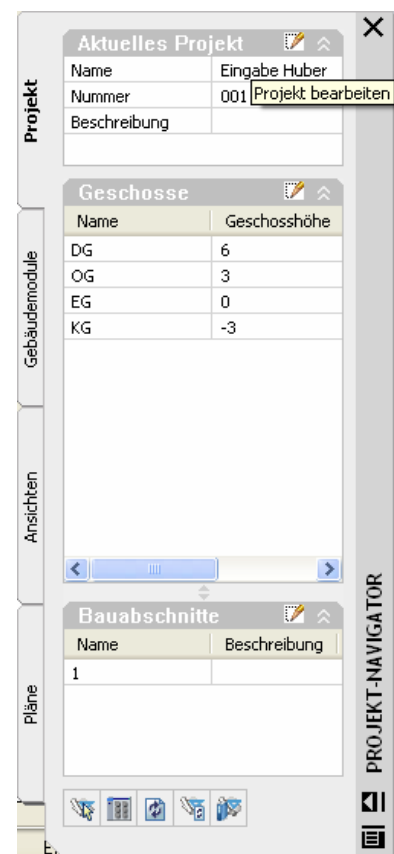 Aktuelles Projekt
Name Eingabe Huber
Nummer 001
Projekt bearbeiten
Beschreibung
Geschosse
Name Geschosshöhe
DG 6
OG 3
EG 0
KG -3
Bauabschnitte
Name Beschreibung
1
Projekt
Gebäudemodule
Ansichten
Pläne
PROJEKT-NAVIGATOR